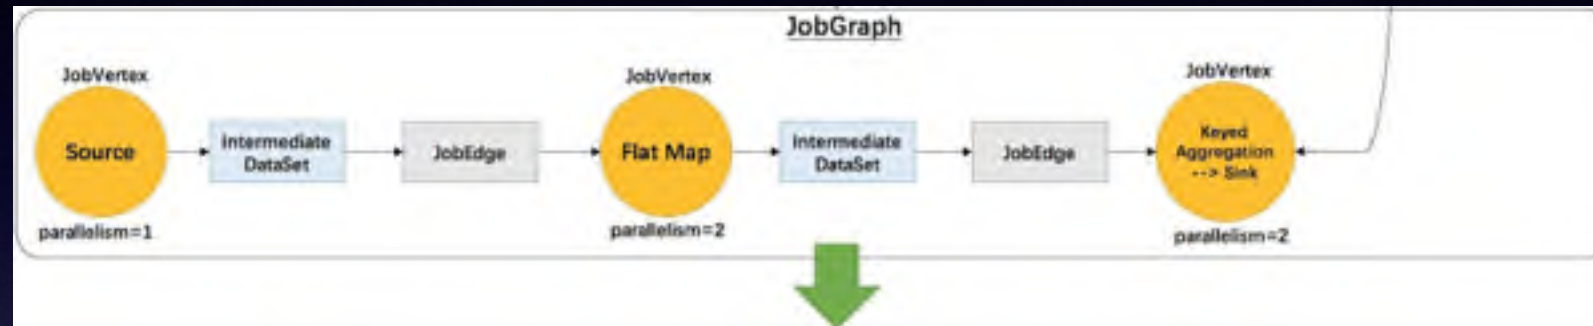 JobGraph
JobVertex
Source
parallelism=1
Intermediate
DataSet
JobEdge
JobVertex
Flat Map
parallelism=2
Intermediate
DataSet
JobEdge
JobVertex
Keyed
Aggregation
--> Sink
parallelism=2